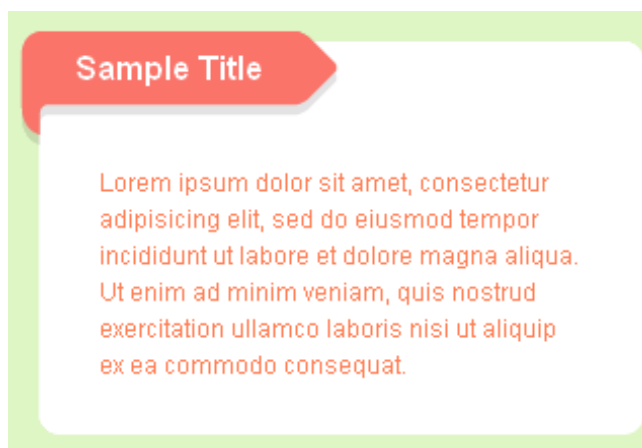 Sample Title
Lorem ipsum dolor sit amet, consectetur
adipisicing elit, sed do eiusmod tempor
incididunt ut labore et dolore magna aliqua.
Ut enim ad minim veniam, quis nostrud
exercitation ullamco laboris nisi ut aliquip
ex ea commodo consequat.